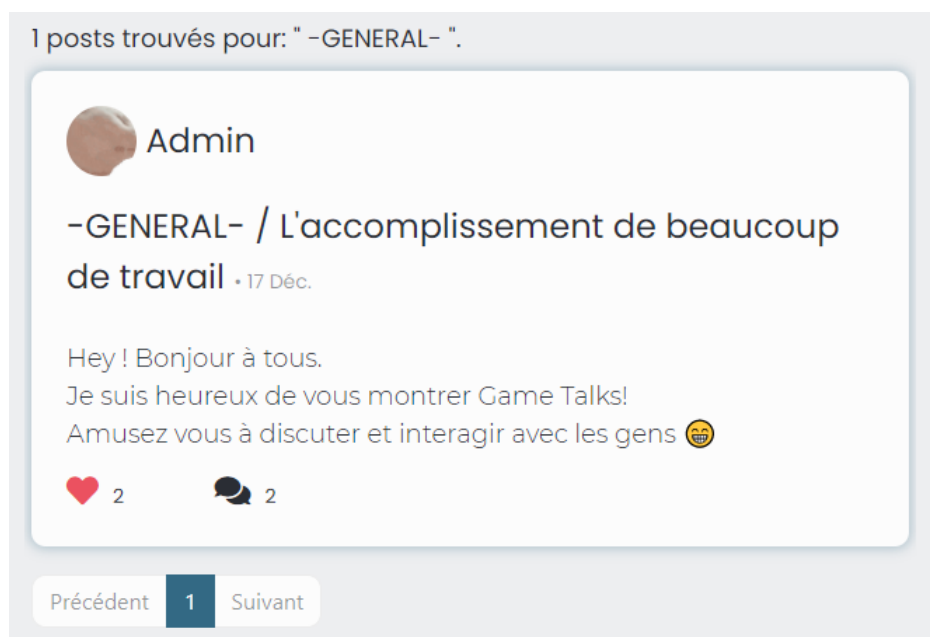 1 posts trouvés pour: " -GENERAL- ".
Admin
-GENERAL- / L'accomplissement de beaucoup
de travail • 17 Déc.
Hey ! Bonjour à tous.
Je suis heureux de vous montrer Game Talks!
Amusez vous à discuter et interagir avec les gens 😁
2 2
Précédent 1 Suivant